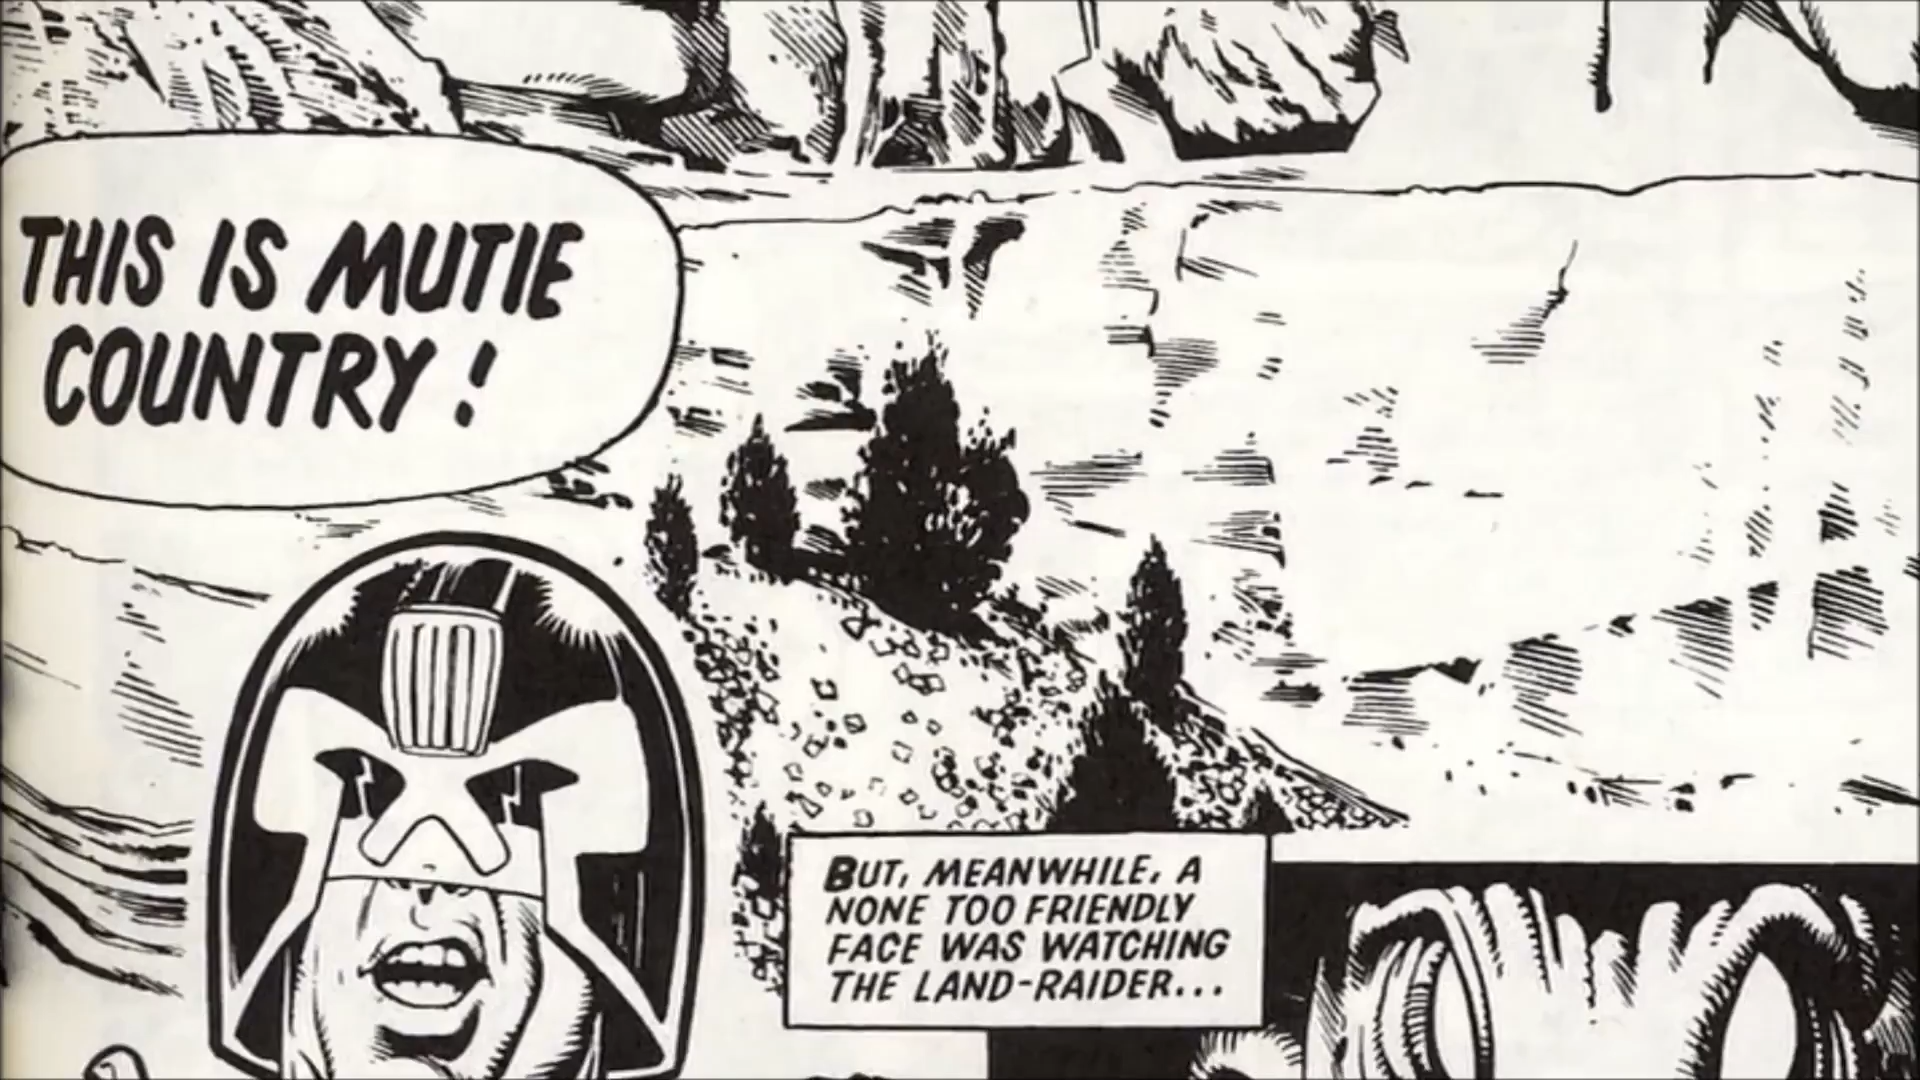 THIS IS MUTIE
COUNTRY!
BUT, MEANWHILE, A
NONE TOO FRIENDLY
FACE WAS WATCHING
THE LAND-RAIDER...